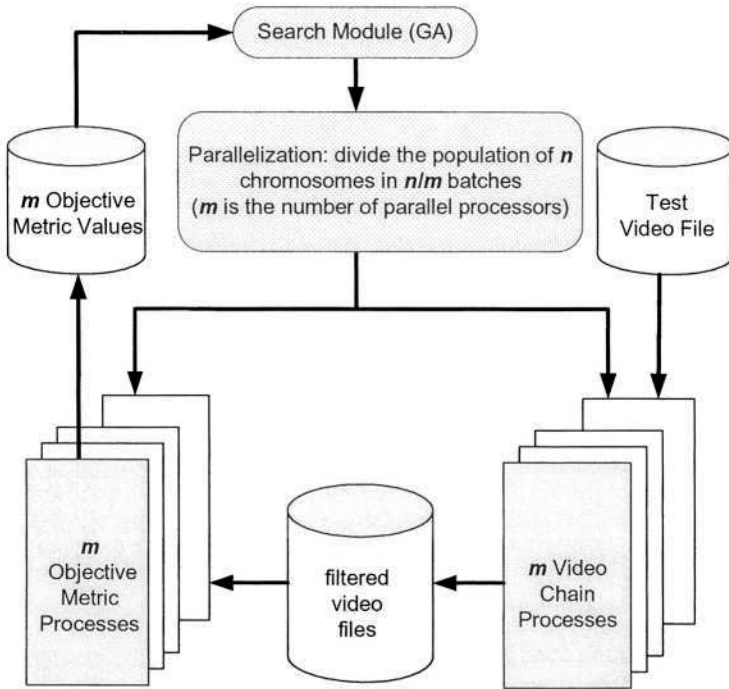 Search Module (GA)
Parallelization: divide the population of n
chromosomes in n/m batches
(m is the number of parallel processors)
m Objective
Metric Values
Test
Video File
m
Objective
Metric
Processes
filtered
video
files
m Video
Chain
Processes